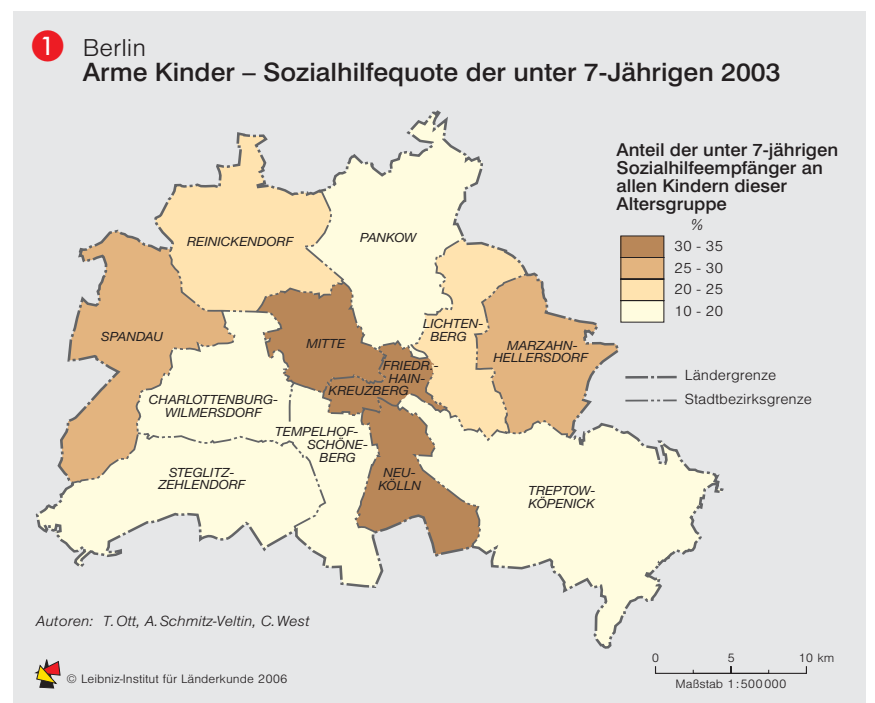 1
Berlin
Arme Kinder – Sozialhilfequote der unter 7-Jährigen 2003
Anteil der unter 7-jährigen
Sozialhilfeempfänger an
allen Kindern dieser
Altersgruppe
%
30 - 35
25 - 30
20 - 25
10 - 20
Ländergrenze
Stadtbezirksgrenze
REINICKENDORF
PANKOW
SPANDAU
MITTE
LICHTEN-
BERG
MARZAHN-
HELLERSDORF
FRIEDR.-
HAIN-
KREUZBERG
CHARLOTTENBURG-
WILMERSDORF
TEMPELHOF-
SCHÖNE-
BERG
STEGLITZ-
ZEHLENDORF
NEU-
KÖLLN
TREPTOW-
KÖPENICK
Autoren: T. Ott, A. Schmitz-Veltin, C. West
© Leibniz-Institut für Länderkunde 2006
0 5 10 km
Maßstab 1:500000